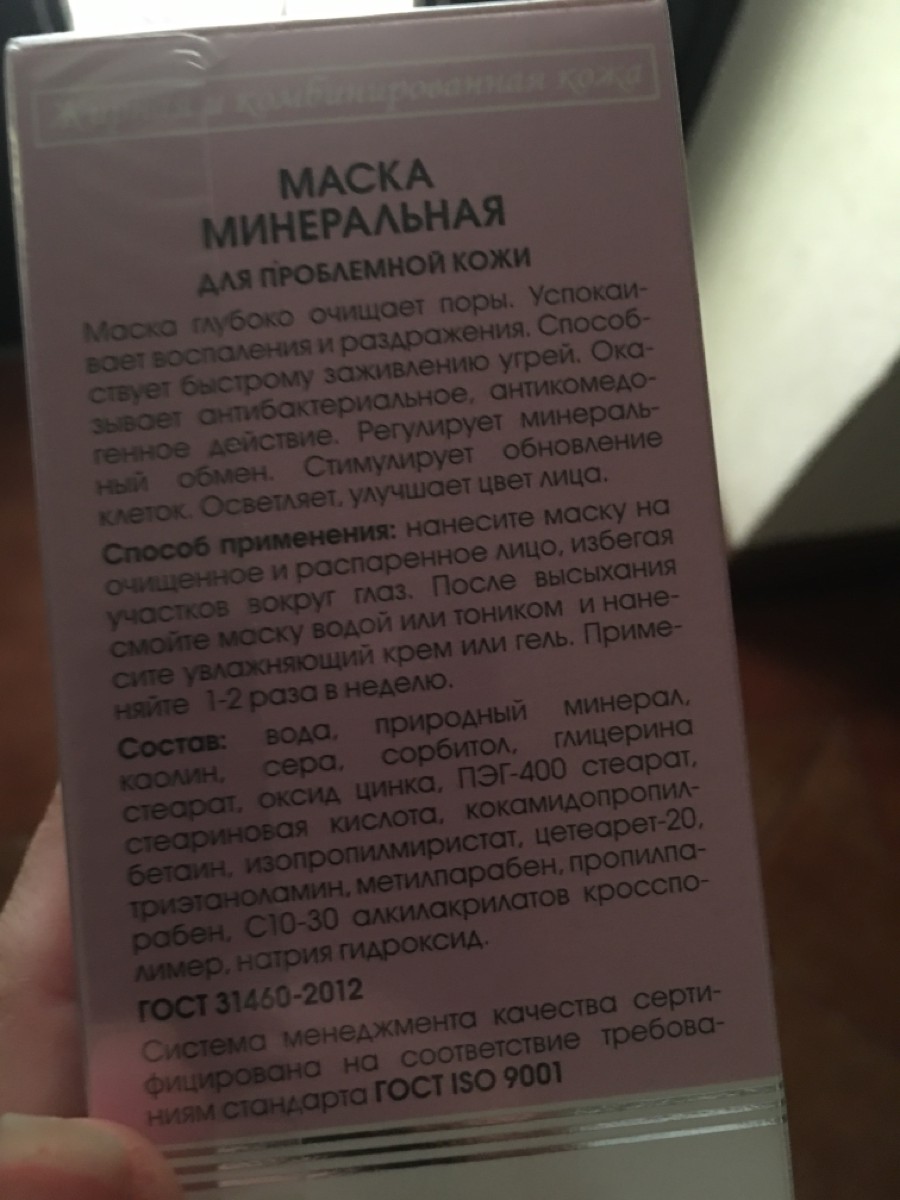 жирная и комбинированная кожа
МАСКА
МИНЕРАЛЬНАЯ
ДЛЯ ПРОБЛЕМНОЙ КОЖИ
Маска глубоко очищает поры. Успокаи-
вает воспаления и раздражения. Способ-
ствует быстрому заживлению угрей. Ока-
зывает антибактериальное, антикомедо-
генное действие. Регулирует минераль-
ный обмен. Стимулирует обновление
клеток. Осветляет, улучшает цвет лица.
Способ применения: нанесите маску на
очищенное и распаренное лицо, избегая
участков вокруг глаз. После высыхания
смойте маску водой или тоником и нане-
сите увлажняющий крем или гель. Приме-
няйте 1-2 раза в неделю.
Состав: вода, природный минерал,
каолин, сера, сорбитол, глицерина
стеарат, оксид цинка, ПЭГ-400 стеарат,
стеариновая кислота, кокамидопропил-
бетаин, изопропилмиристат, цетеарет-20,
триэтаноламин, метилпарабен, пропилпа-
рабен, С10-30 алкилакрилатов кросспо-
лимер, натрия гидроксид.
ГОСТ 31460-2012
Система менеджмента качества серти-
фицирована на соответствие требова-
ниям стандарта ГОСТ ISO 9001